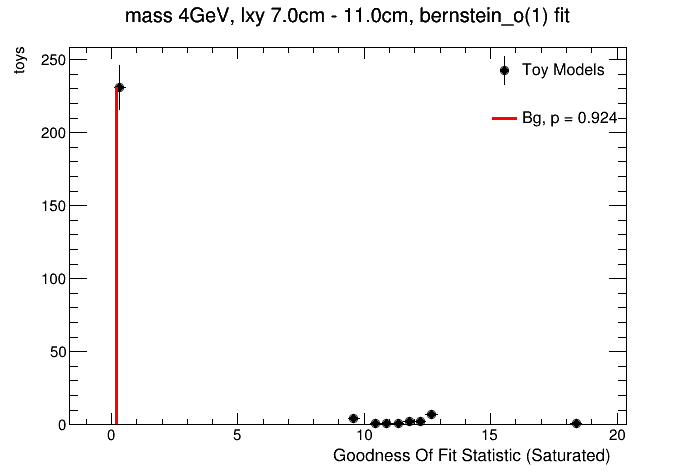 mass 4GeV, lxy 7.0cm - 11.0cm, bernstein_o(1) fit
toys
250
200
150
100
50
0
Toy Models
Bg, p = 0.924
0 5 10 15 20
Goodness Of Fit Statistic (Saturated)